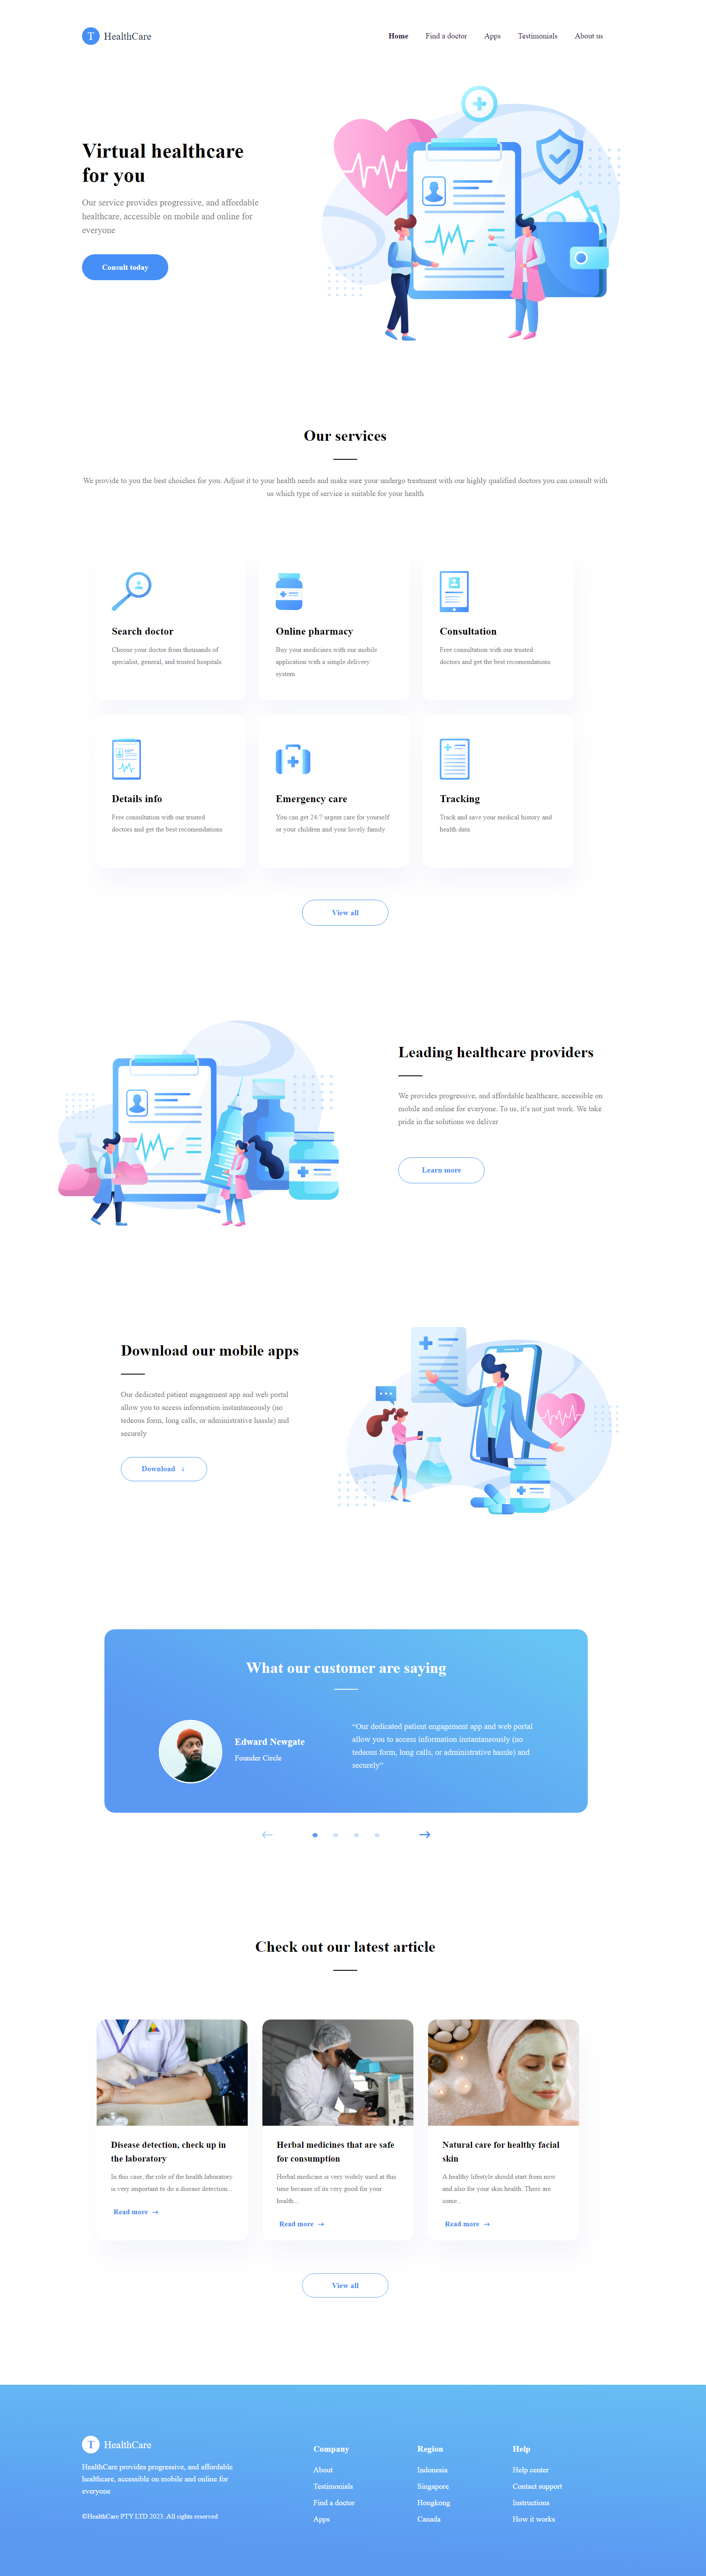 T HealthCare
Home Find a doctor Apps Testimonials About us
Virtual healthcare
for you
Our service provides progressive, and affordable
healthcare, accessible on mobile and online for
everyone
Consult today
Our services
We provide to you the best choiches for you. Adjust it to your health needs and make sure your undergo treatment with our highly qualified doctors you can consult with
us which type of service is suitable for your health
Search doctor
Choose your doctor from thousands of
specialist, general, and trusted hospitals
Online pharmacy
Buy your medicines with our mobile
application with a simple delivery
system
Consultation
Free consultation with our trusted
doctors and get the best recomendations
Details info
Free consultation with our trusted
doctors and get the best recomendations
Emergency care
You can get 24/7 urgent care for yourself
or your children and your lovely family
Tracking
Track and save your medical history and
health data
View all
Leading healthcare providers
We provides progressive, and affordable healthcare, accessible on
mobile and online for everyone. To us, it's not just work. We take
pride in the solutions we deliver
Learn more
Download our mobile apps
Our dedicated patient engagement app and web portal
allow you to access information instantaneously (no
tedeous form, long calls, or administrative hassle) and
securely
Download ↓
What our customer are saying
Edward Newgate
Founder Circle
“Our dedicated patient engagement app and web portal
allow you to access information instantaneously (no
tedeous form, long calls, or administrative hassle) and
securely”
Check out our latest article
Disease detection, check up in
the laboratory
In this case, the role of the health laboratory
is very important to do a disease detection...
Read more →
Herbal medicines that are safe
for consumption
Herbal medicine is very widely used at this
time because of its very good for your
health...
Read more →
Natural care for healthy facial
skin
A healthy lifestyle should start from now
and also for your skin health. There are
some...
Read more →
View all
T HealthCare
HealthCare provides progressive, and affordable
healthcare, accessible on mobile and online for
everyone
©HealthCare PTY LTD 2023. All rights reserved
Company
About
Testimonials
Find a doctor
Apps
Region
Indonesia
Singapore
Hongkong
Canada
Help
Help center
Contact support
Instructions
How it works